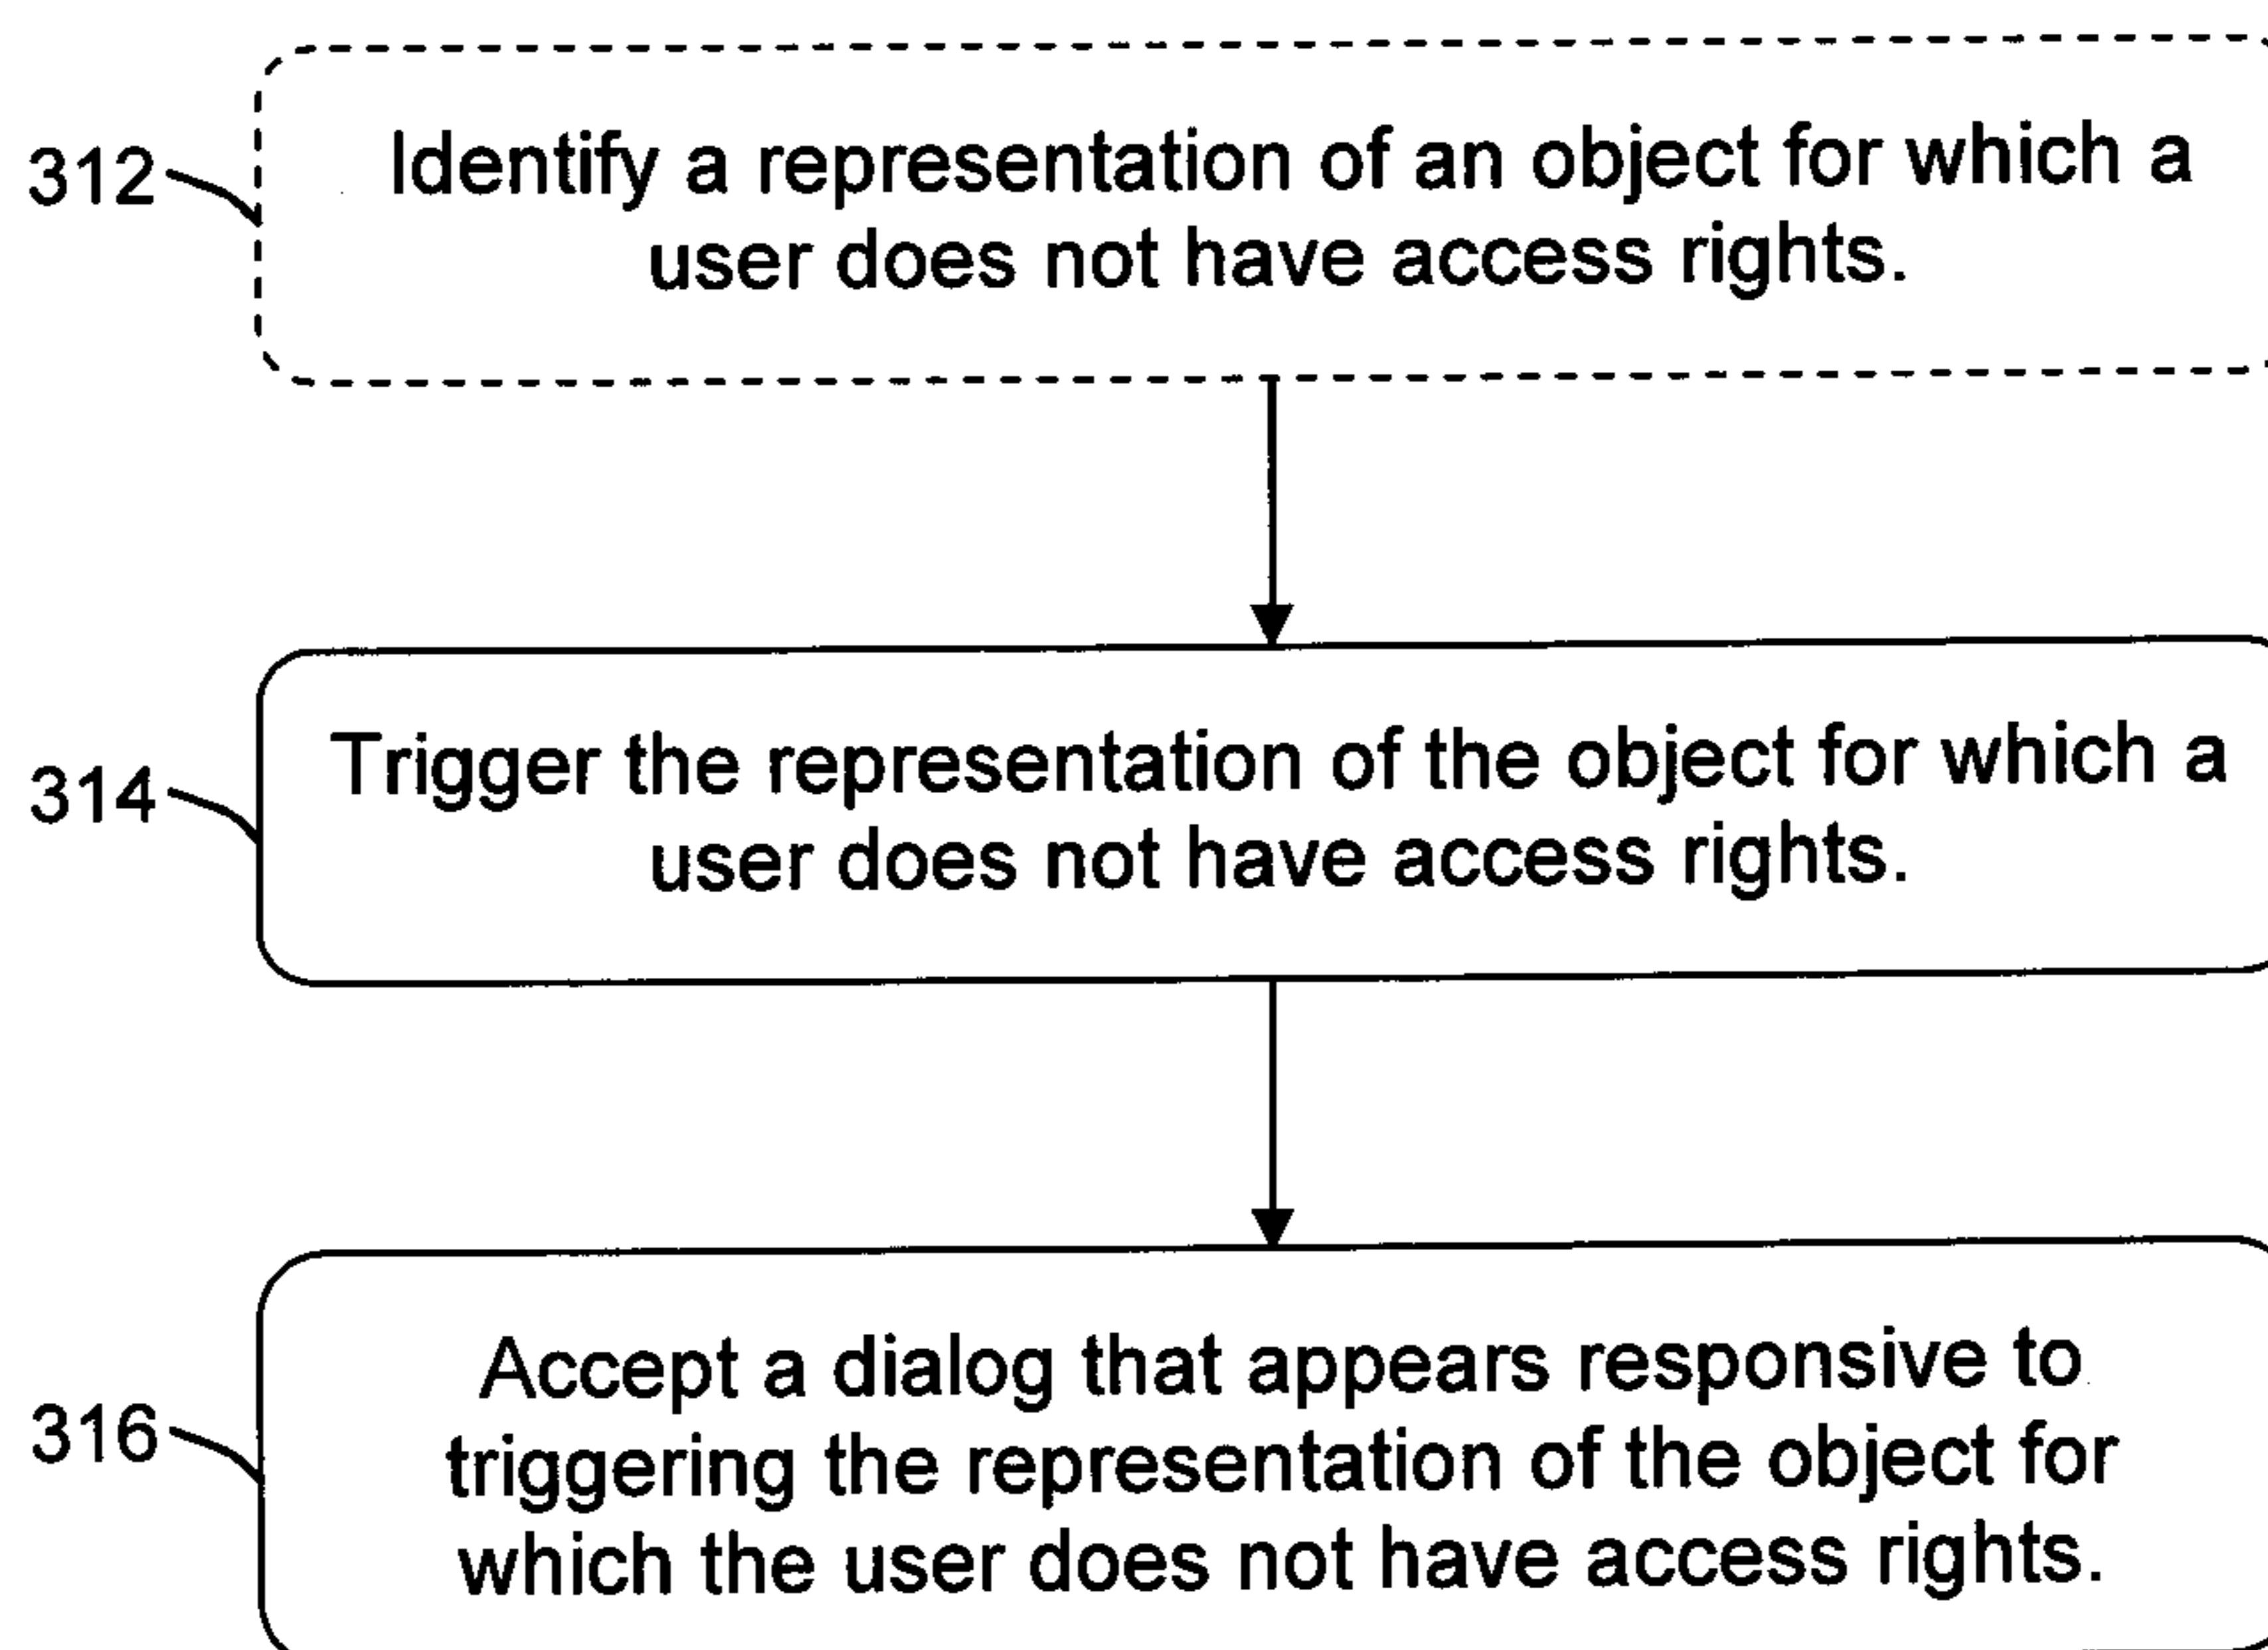 312
Identify a representation of an object for which a
user does not have access rights.
314
Trigger the representation of the object for which a
user does not have access rights.
316
Accept a dialog that appears responsive to
triggering the representation of the object for
which the user does not have access rights.